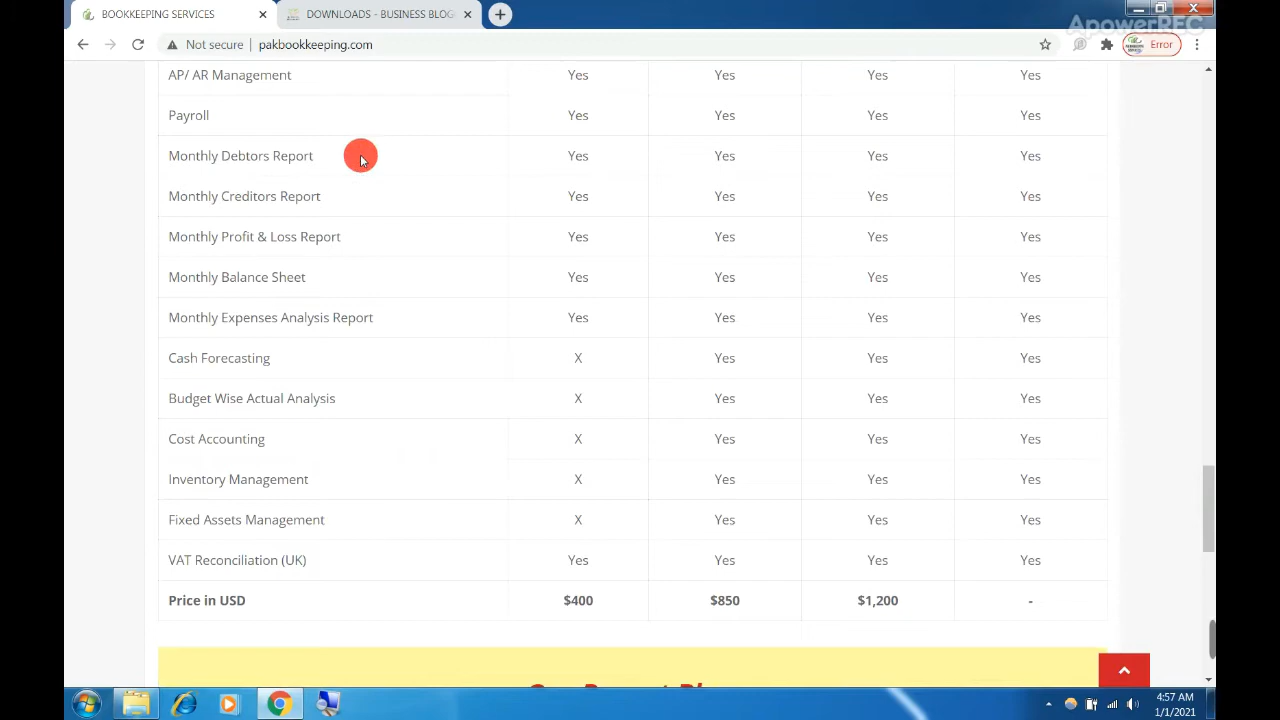 BOOKKEEPING SERVICES
DOWNLOADS - BUSINESS BLOG
ApowerREC
Not secure pakbookkeeping.com Error
AP/ AR Management Yes Yes Yes Yes
Payroll Yes Yes Yes Yes
Monthly Debtors Report Yes Yes Yes Yes
Monthly Creditors Report Yes Yes Yes Yes
Monthly Profit & Loss Report Yes Yes Yes Yes
Monthly Balance Sheet Yes Yes Yes Yes
Monthly Expenses Analysis Report Yes Yes Yes Yes
Cash Forecasting X Yes Yes Yes
Budget Wise Actual Analysis X Yes Yes Yes
Cost Accounting X Yes Yes Yes
Inventory Management X Yes Yes Yes
Fixed Assets Management X Yes Yes Yes
VAT Reconciliation (UK) Yes Yes Yes Yes
Price in USD $400 $850 $1,200 -
4:57 AM
1/1/2021